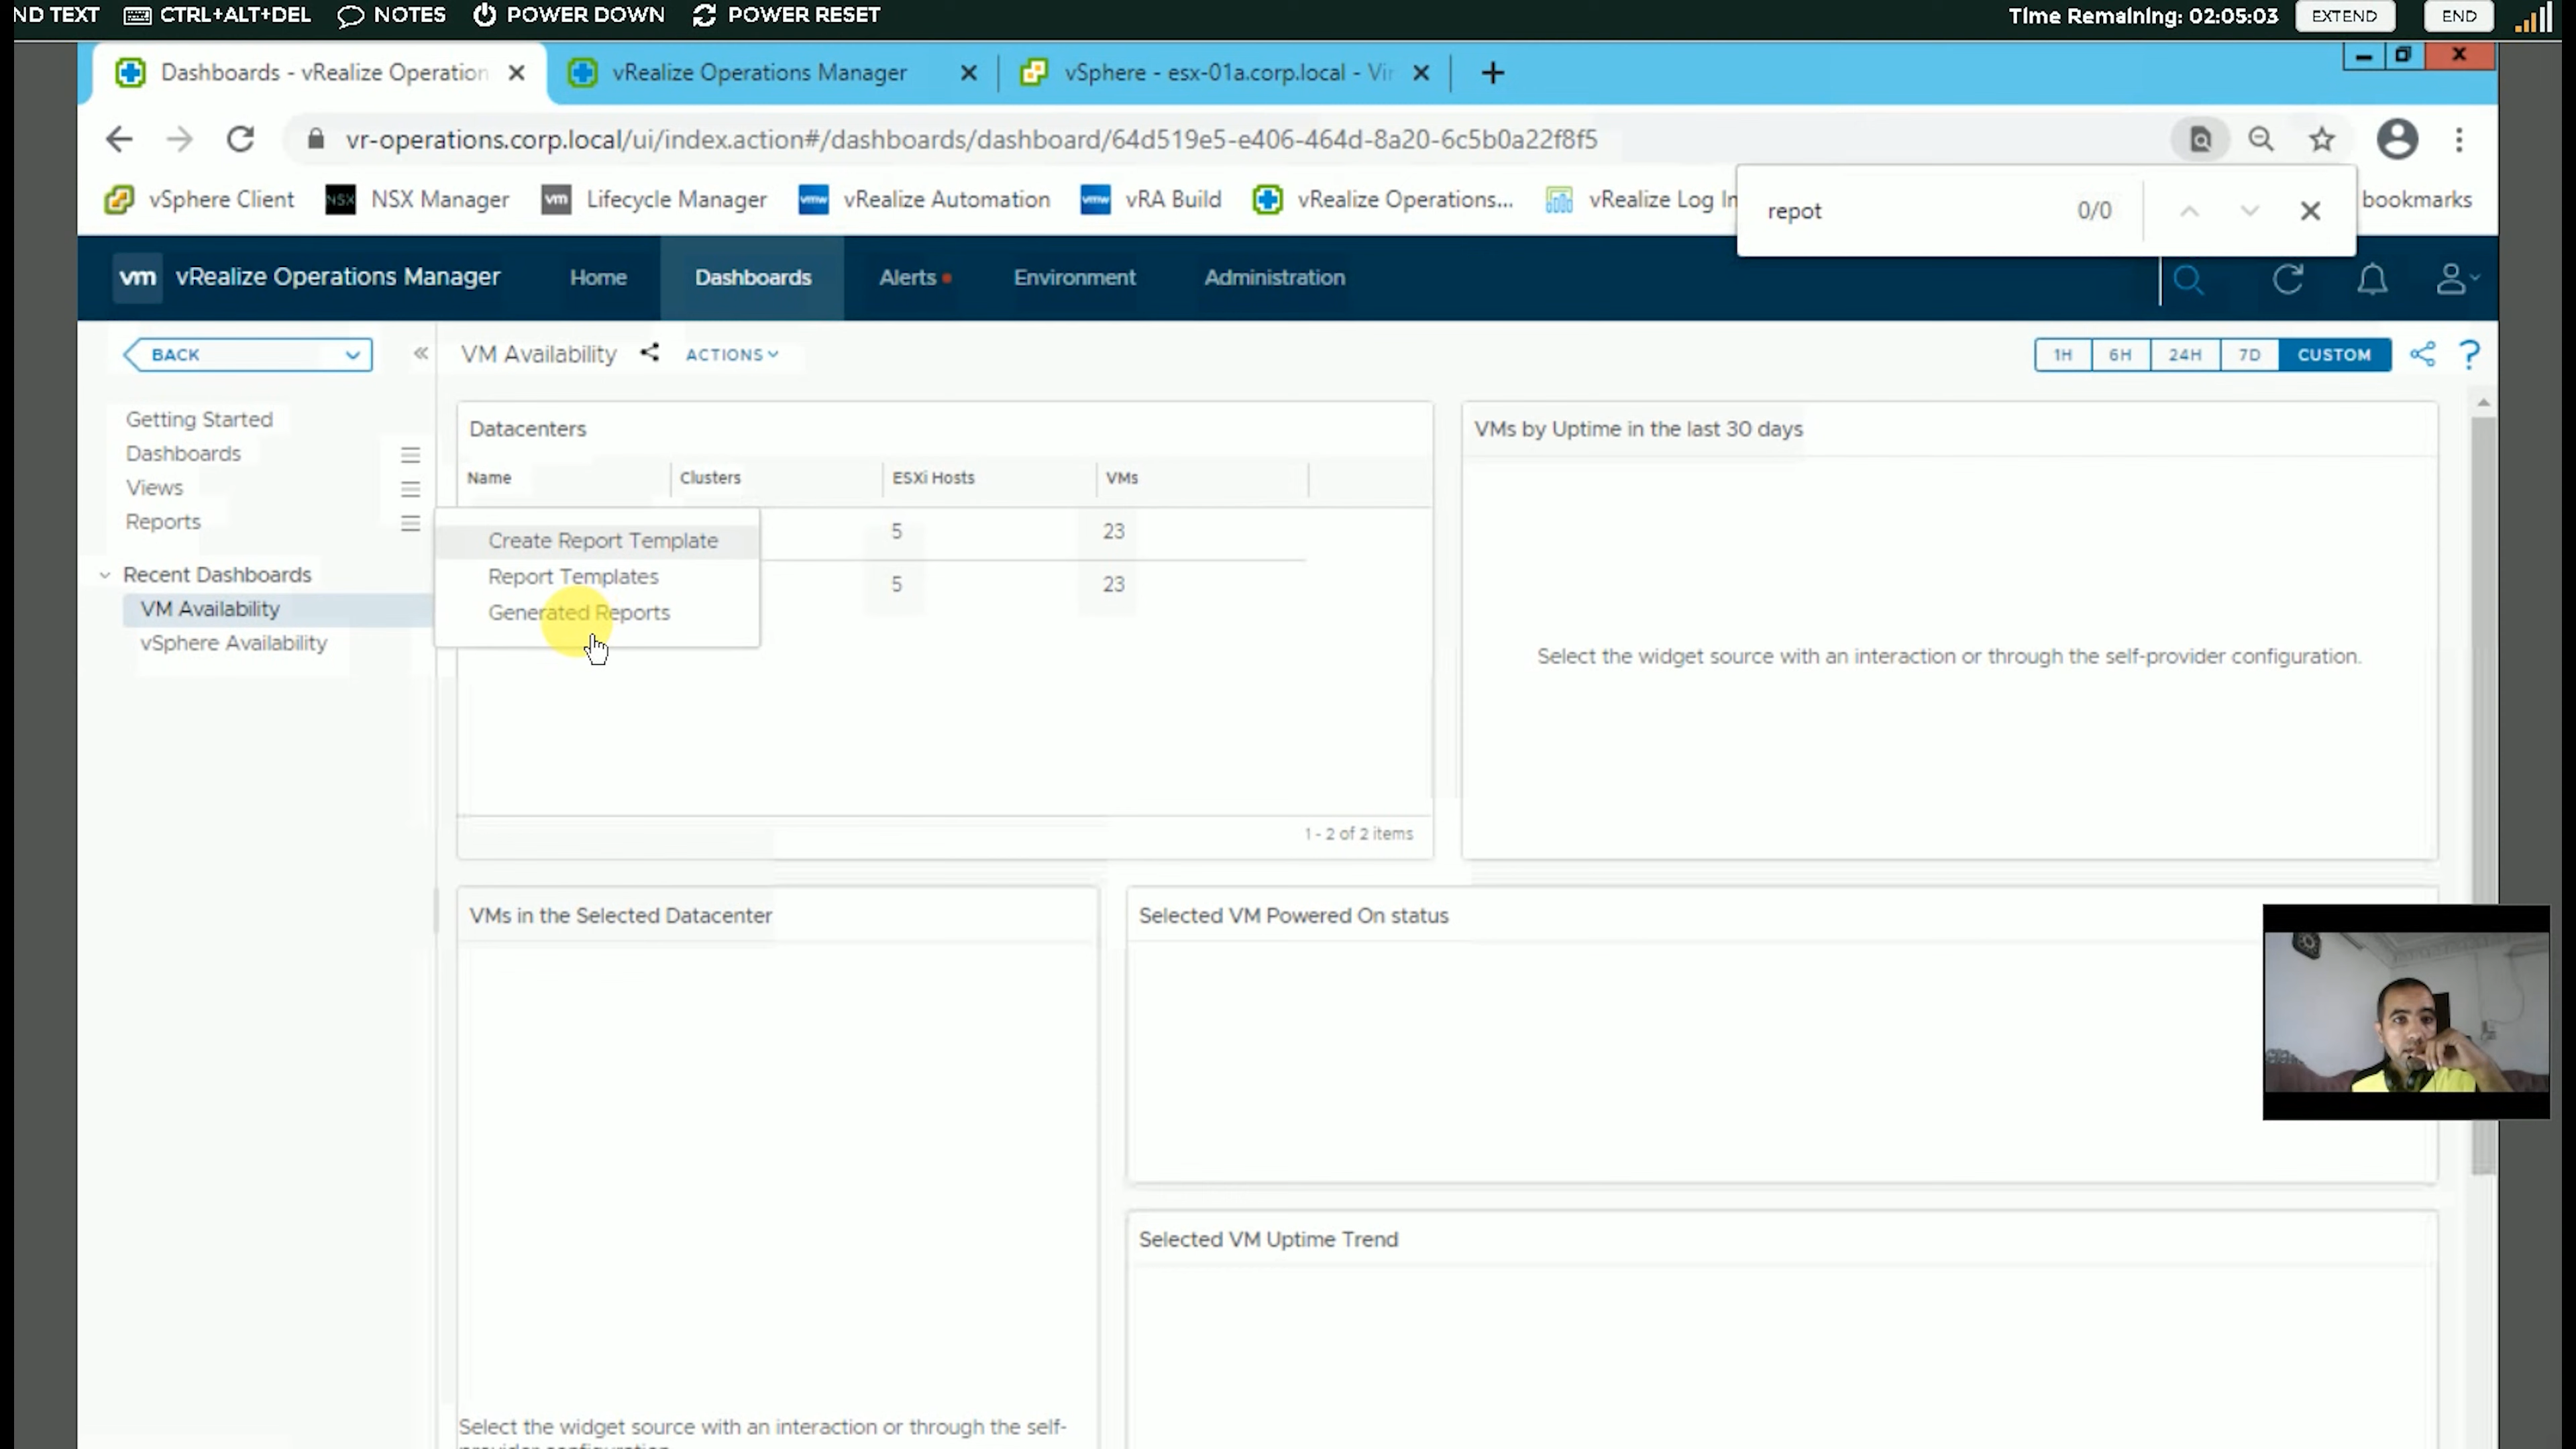 ND TEXT CTRL+ALT+DEL NOTES POWER DOWN POWER RESET Time Remaining: 02:05:03 EXTEND END
Dashboards - vRealize Operation vRealize Operations Manager vSphere - esx-01a.corp.local - Vir
vr-operations.corp.local/ui/index.action#/dashboards/dashboard/64d519e5-e406-464d-8a20-6c5b0a22f8f5
vSphere Client NSX NSX Manager vm Lifecycle Manager vmw vRealize Automation vmw vRA Build vRealize Operations... vRealize Log In bookmarks
repot 0/0
vm vRealize Operations Manager Home Dashboards Alerts Environment Administration
BACK VM Availability ACTIONS 1H 6H 24H 7D CUSTOM ?
Getting Started
Dashboards
Views
Reports
Recent Dashboards
VM Availability
vSphere Availability
Create Report Template
Report Templates
Generated Reports
Datacenters
Name Clusters ESXi Hosts VMs
5 23
5 23
1 - 2 of 2 items
VMs by Uptime in the last 30 days
Select the widget source with an interaction or through the self-provider configuration.
VMs in the Selected Datacenter
Select the widget source with an interaction or through the self-
Selected VM Powered On status
Selected VM Uptime Trend